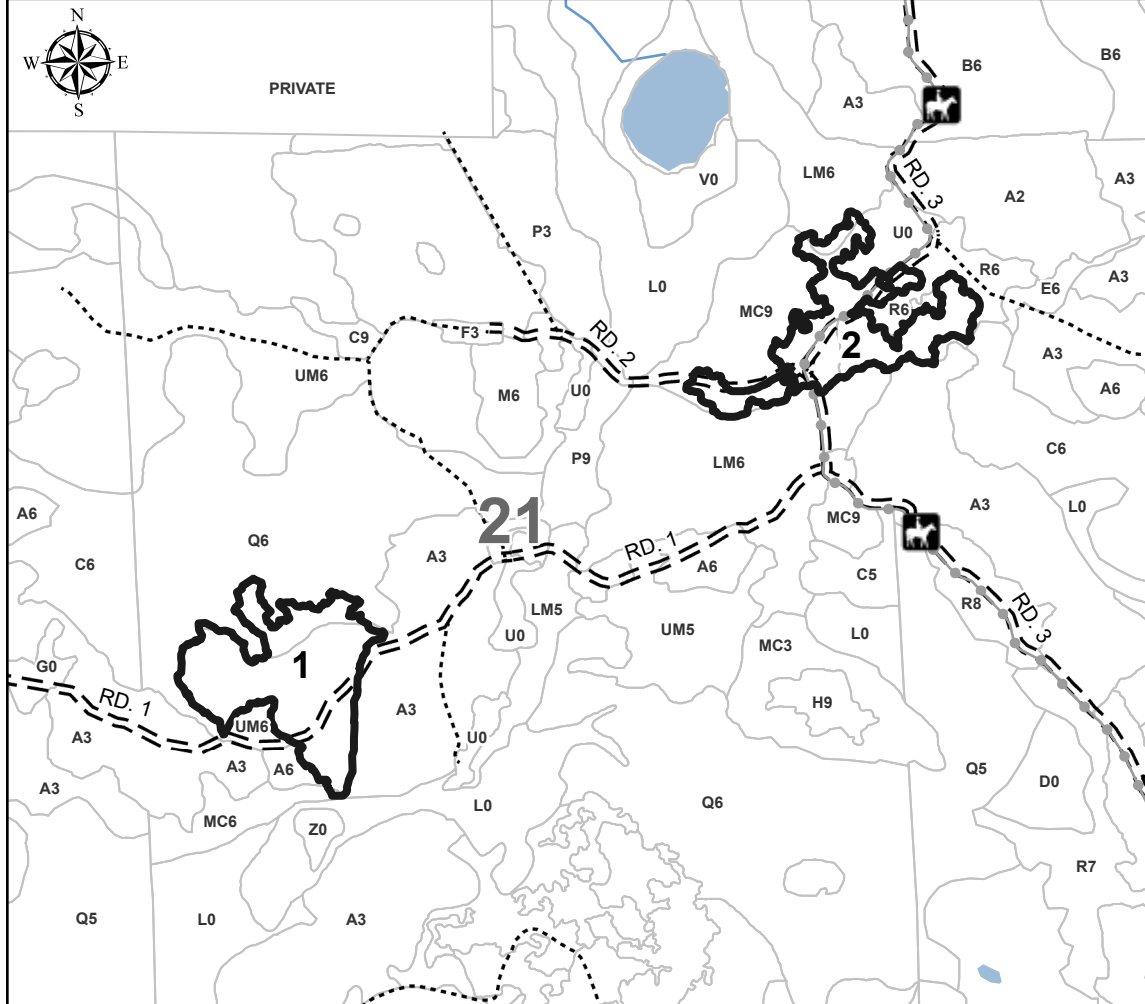 N
W E
S
PRIVATE
B6
B6
A3
RD. 3
LM6
V0
A3
A2
P3
U0
R6
A3
L0
E6
MC9
R6
C9
F3
RD. 2
2
A3
UM6
M6
U0
A6
C6
P9
LM6
A6
21
L0
A3
MC9
Q6
A3
RD. 1
A6
C6
C5
R8
RD. 3
LM5
U0
UM5
L0
MC3
G0
1
RD. 1
H9
A3
UM6
A3
U0
A3
A6
Q5
D0
A3
L0
Q6
MC6
Z0
R7
Q5
L0
A3